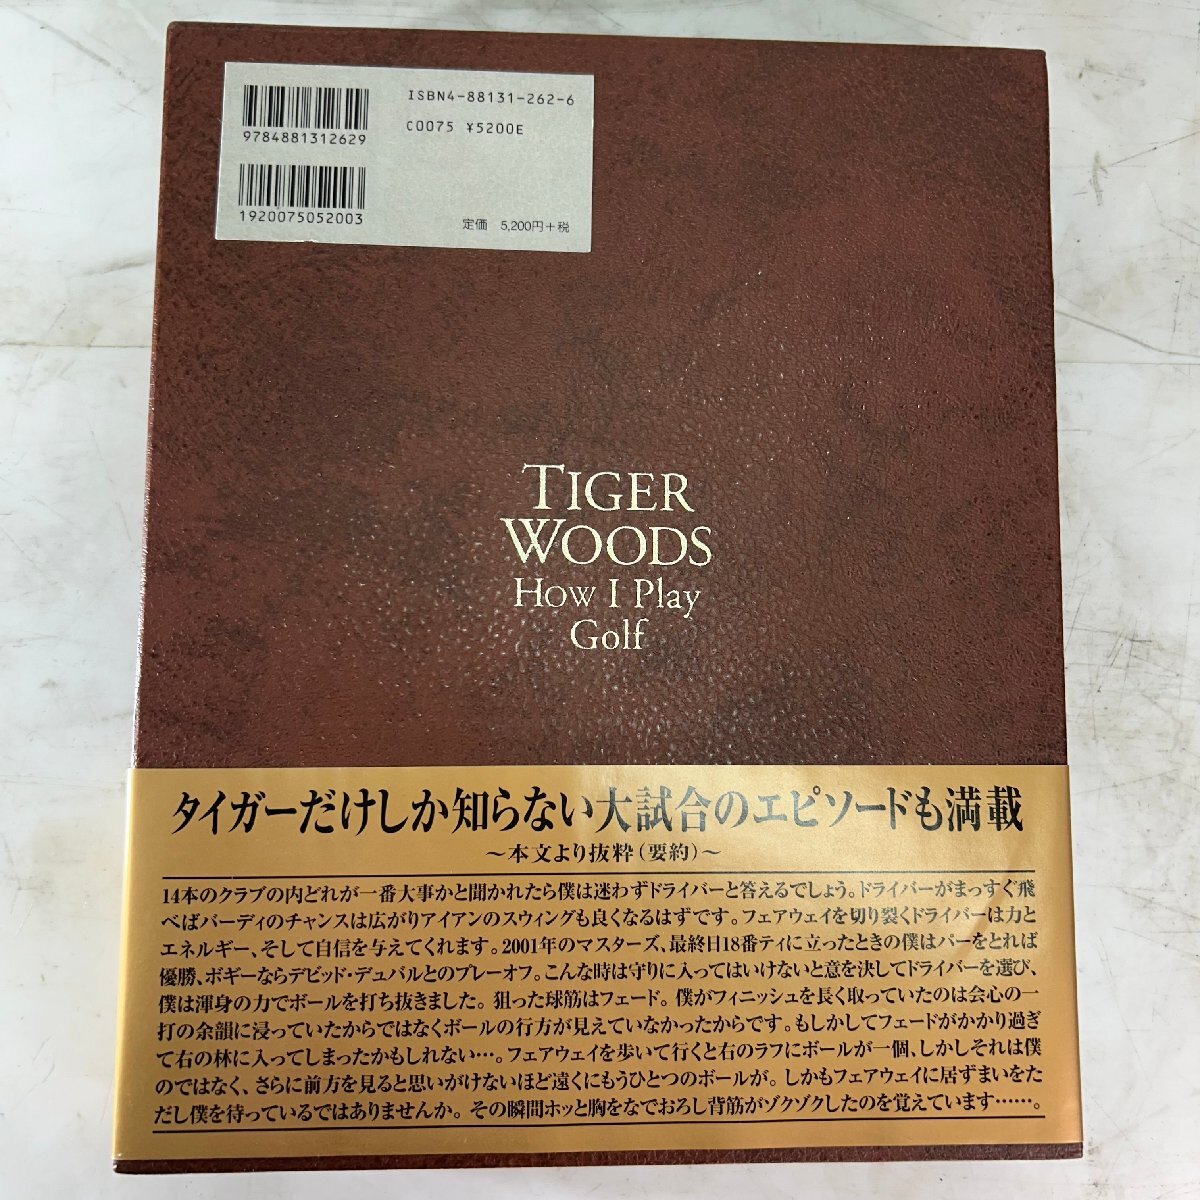 ISBN4-88131-262-6
9784881312629
C0075 ¥5200E
1920075052003
定価 5,200円+税
TIGER
WOODS
How I Play
Golf
タイガーだけしか知らない大試合のエピソードも満載
～本文より抜粋（要約）～
14本のクラブの内どれが一番大事かと聞かれたら僕は迷わずドライバーと答えるでしょう。ドライバーがまっすぐ飛
べばバーディのチャンスは広がりアイアンのスウィングも良くなるはずです。フェアウェイを切り裂くドライバーは力と
エネルギー、そして自信を与えてくれます。2001年のマスターズ、最終日18番ティに立ったときの僕はパーをとれば
優勝、ボギーならデビッド・デュバルとのプレーオフ。こんな時は守りに入ってはいけないと意を決してドライバーを選び、
僕は渾身の力でボールを打ち抜きました。狙った球筋はフェード。僕がフィニッシュを長く取っていたのは会心の一
打の余韻に浸っていたからではなくボールの行方が見えていなかったからです。もしかしてフェードがかかり過ぎ
て右の林に入ってしまったかもしれない…。フェアウェイを歩いて行くと右のラフにボールが一個、しかしそれは僕
のではなく、さらに前方を見ると思いがけないほど遠くにもうひとつのボールが。しかもフェアウェイに居ずまいをた
だし僕を待っているではありませんか。その瞬間ホッと胸をなでおろし背筋がゾクゾクしたのを覚えています……。